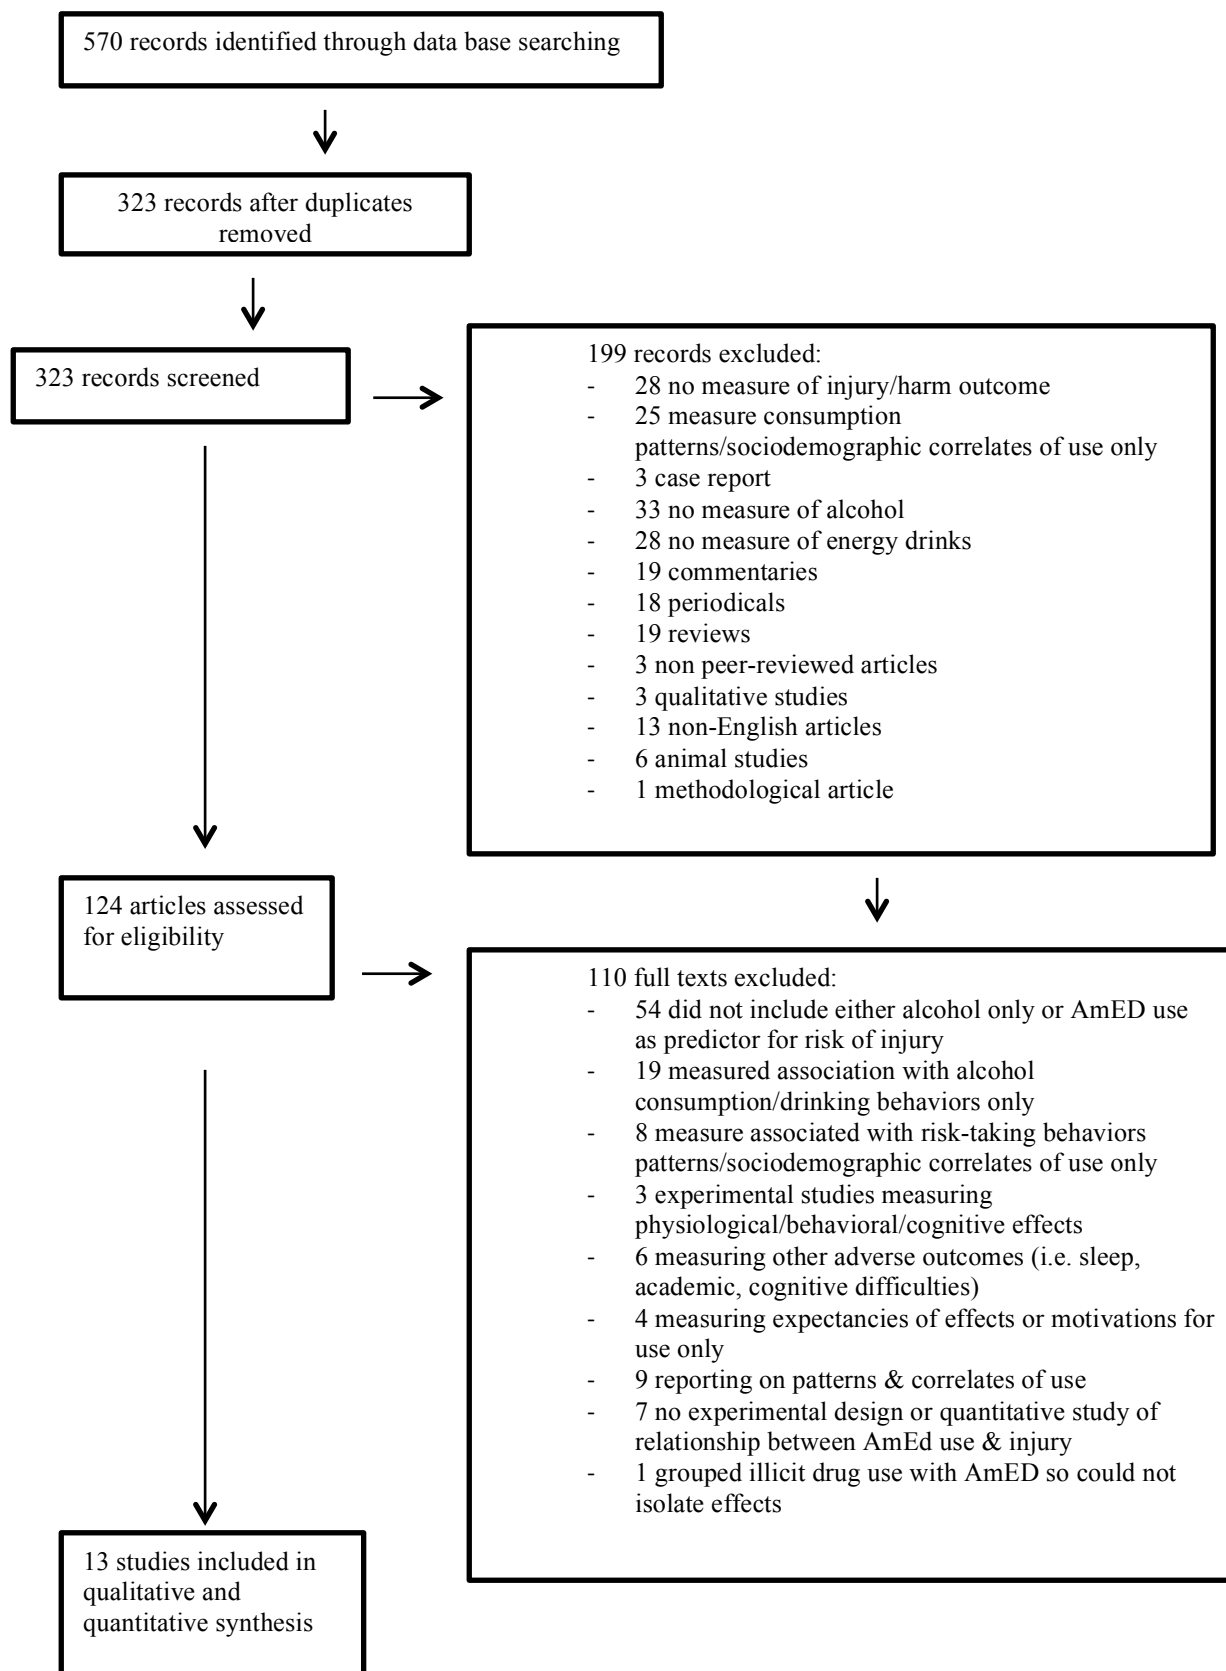 570 records identified through data base searching
323 records after duplicates
removed
323 records screened
199 records excluded:
- 28 no measure of injury/harm outcome
- 25 measure consumption
patterns/sociodemographic correlates of use only
- 3 case report
- 33 no measure of alcohol
- 28 no measure of energy drinks
- 19 commentaries
- 18 periodicals
- 19 reviews
- 3 non peer-reviewed articles
- 3 qualitative studies
- 13 non-English articles
- 6 animal studies
- 1 methodological article
124 articles assessed
for eligibility
110 full texts excluded:
- 54 did not include either alcohol only or AmED use
as predictor for risk of injury
- 19 measured association with alcohol
consumption/drinking behaviors only
- 8 measure associated with risk-taking behaviors
patterns/sociodemographic correlates of use only
- 3 experimental studies measuring
physiological/behavioral/cognitive effects
- 6 measuring other adverse outcomes (i.e. sleep,
academic, cognitive difficulties)
- 4 measuring expectancies of effects or motivations for
use only
- 9 reporting on patterns & correlates of use
- 7 no experimental design or quantitative study of
relationship between AmEd use & injury
- 1 grouped illicit drug use with AmED so could not
isolate effects
13 studies included in
qualitative and
quantitative synthesis